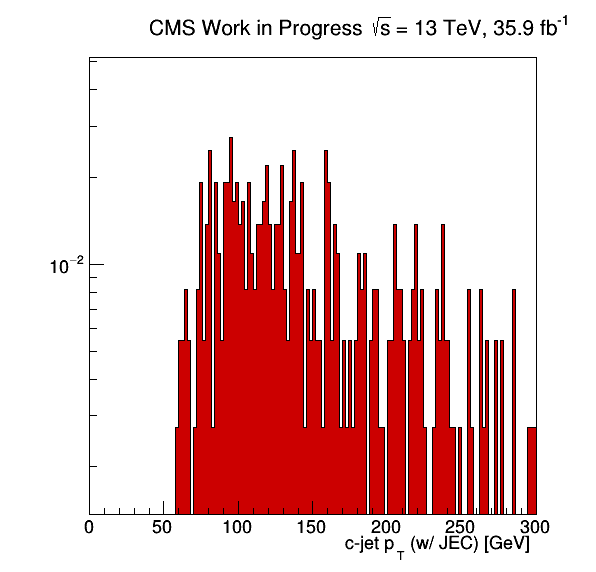 CMS Work in Progress √s = 13 TeV, 35.9 fb⁻¹
10⁻²
0 50 100 150 200 250 300
c-jet p_T (w/ JEC) [GeV]